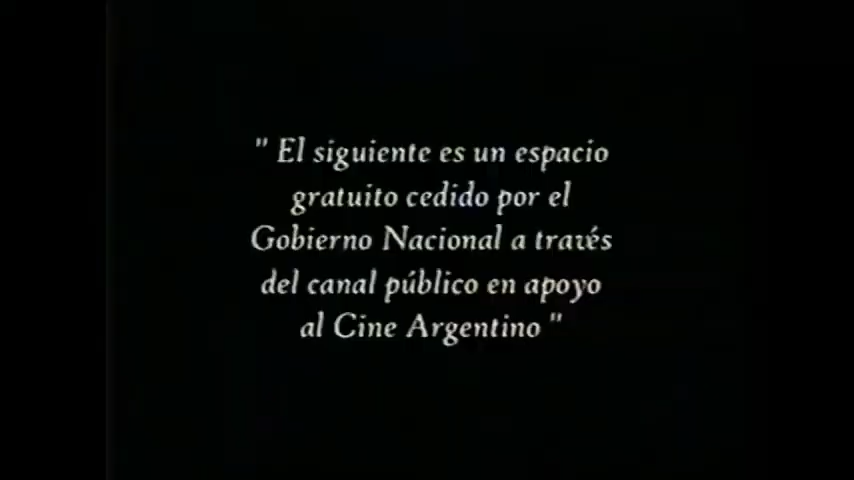 " El siguiente es un espacio
gratuito cedido por el
Gobierno Nacional a través
del canal público en apoyo
al Cine Argentino "